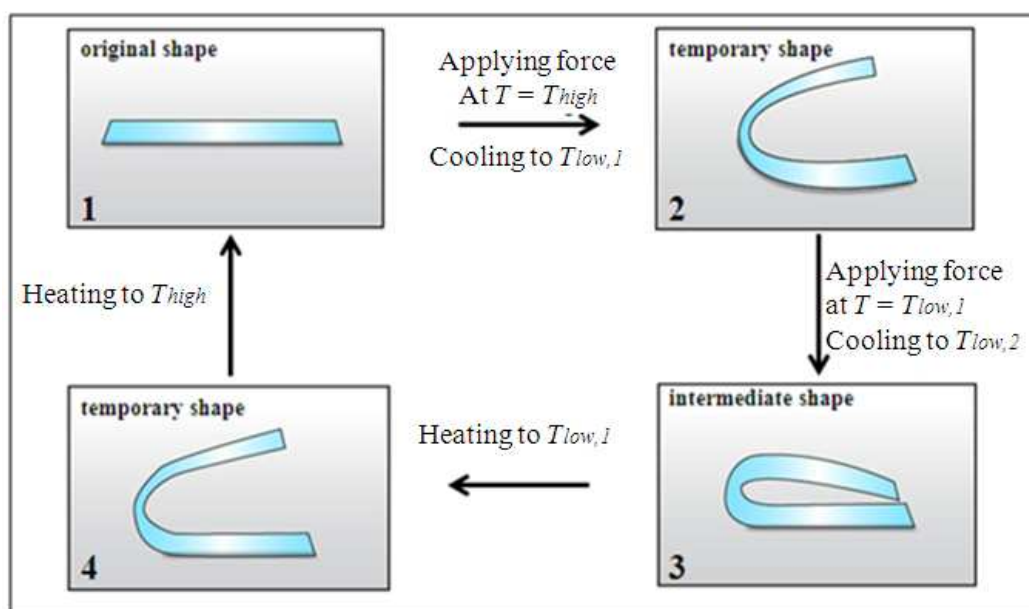 original shape
1
Applying force
At T = Thigh
Cooling to Tlow,1
temporary shape
2
Applying force
at T = Tlow,1
Cooling to Tlow,2
intermediate shape
3
Heating to Tlow,1
temporary shape
4
Heating to Thigh